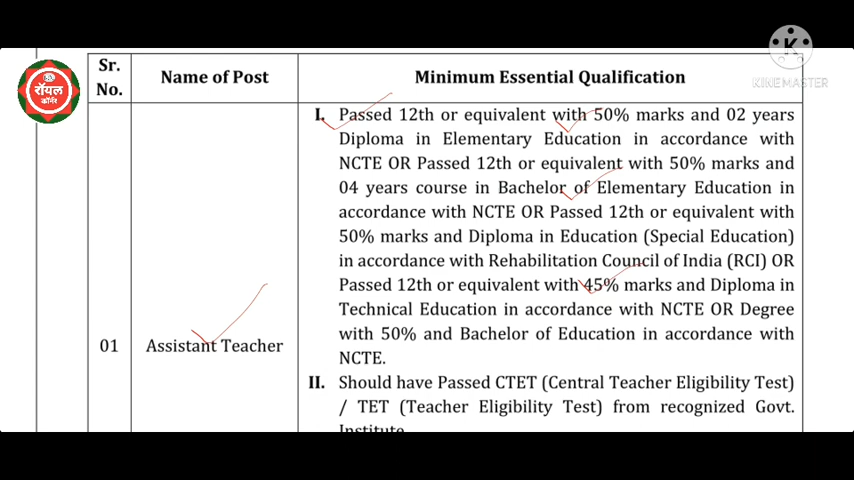 रॉयल
कॉर्नर
KINEMASTER
Sr.
No.
Name of Post
Minimum Essential Qualification
01
Assistant Teacher
I. Passed 12th or equivalent with 50% marks and 02 years
Diploma in Elementary Education in accordance with
NCTE OR Passed 12th or equivalent with 50% marks and
04 years course in Bachelor of Elementary Education in
accordance with NCTE OR Passed 12th or equivalent with
50% marks and Diploma in Education (Special Education)
in accordance with Rehabilitation Council of India (RCI) OR
Passed 12th or equivalent with 45% marks and Diploma in
Technical Education in accordance with NCTE OR Degree
with 50% and Bachelor of Education in accordance with
NCTE.
II. Should have Passed CTET (Central Teacher Eligibility Test)
/ TET (Teacher Eligibility Test) from recognized Govt.
Institute